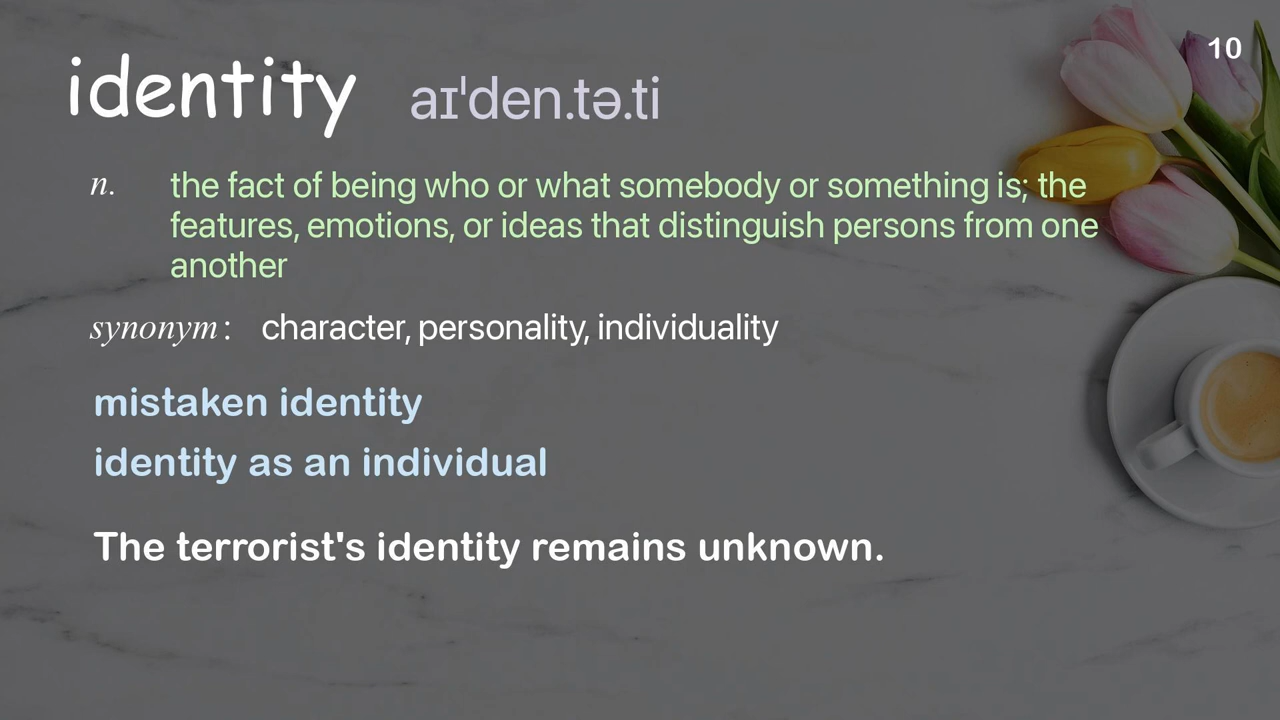 10
identity aɪˈden.tə.ti
n. the fact of being who or what somebody or something is; the
features, emotions, or ideas that distinguish persons from one
another
synonym: character, personality, individuality
mistaken identity
identity as an individual
The terrorist's identity remains unknown.